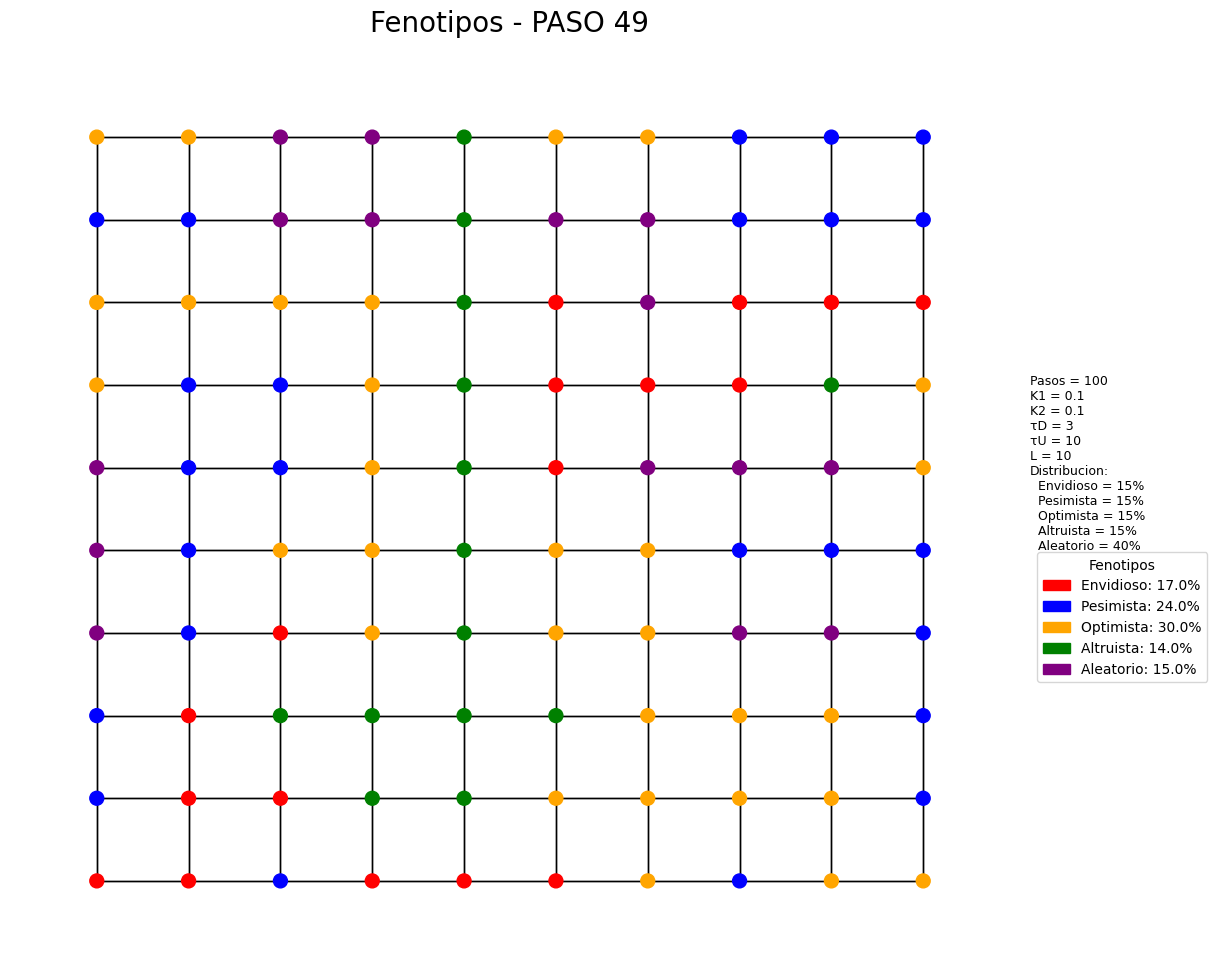 Fenotipos - PASO 49
Pasos = 100
K1 = 0.1
K2 = 0.1
τD = 3
τU = 10
L = 10
Distribucion:
Envidioso = 15%
Pesimista = 15%
Optimista = 15%
Altruista = 15%
Aleatorio = 40%
Fenotipos
Envidioso: 17.0%
Pesimista: 24.0%
Optimista: 30.0%
Altruista: 14.0%
Aleatorio: 15.0%